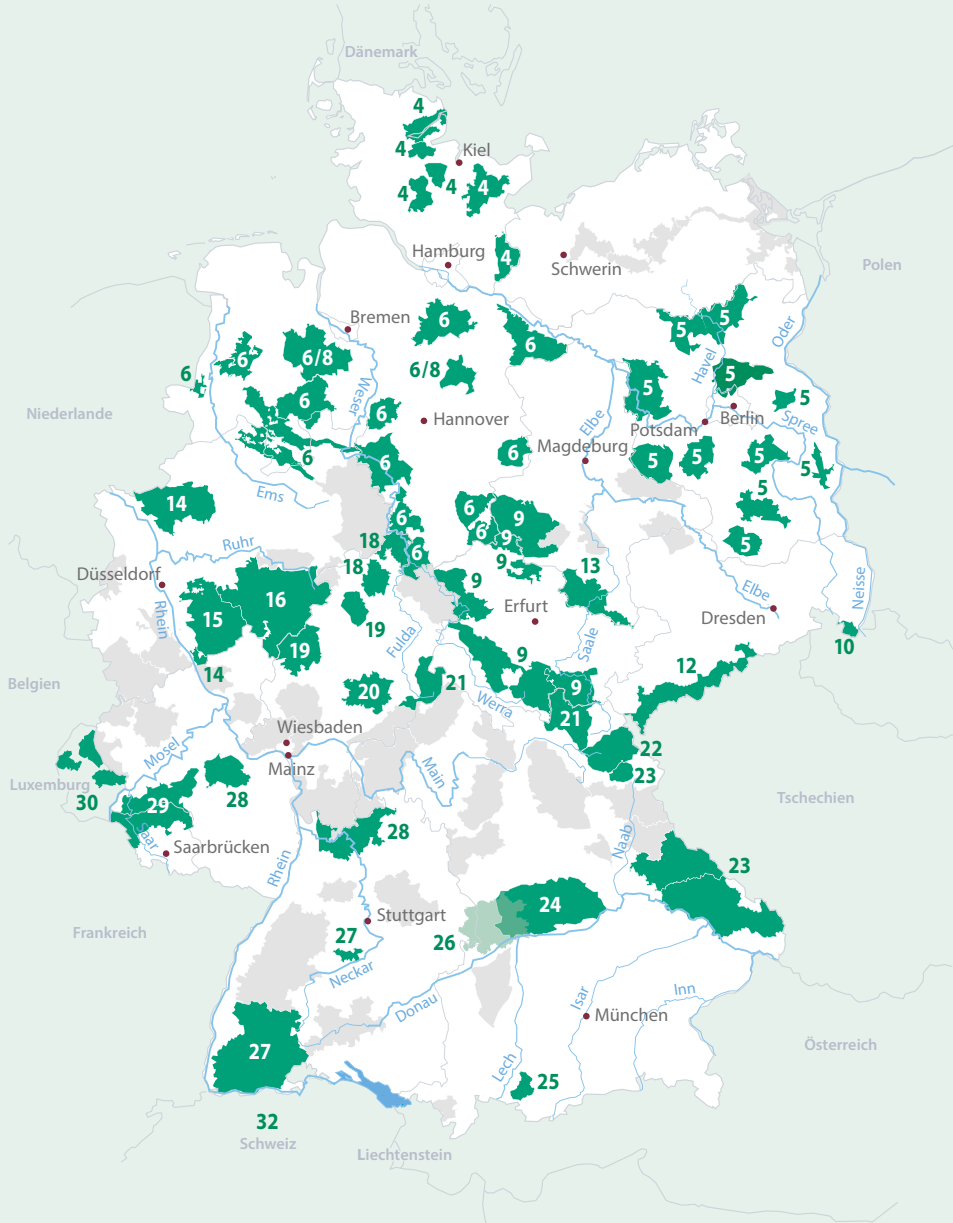 Dänemark
4
4
Kiel
4
4
4
Hamburg
4
Schwerin
Polen
Bremen
6
5
5
Oder
6
6/8
6
Havel
6
6/8
5
5
5
Niederlande
6
Weser
6
Hannover
Elbe
Berlin
Potsdam
Spree
6
6
6
Magdeburg
5
5
5
5
Ems
14
5
6
9
6
6
9
5
Ruhr
18
6
Düsseldorf
18
9
9
13
Elbe
Neisse
Rhein
16
15
Erfurt
Dresden
19
Fulda
Saale
10
19
14
9
12
Belgien
20
21
9
Werra
21
Wiesbaden
22
Mosel
Mainz
Main
23
Luxemburg
30
29
28
Tschechien
Saar
28
Naab
Saarbrücken
23
Rhein
24
Stuttgart
Frankreich
27
26
Neckar
Donau
Isar
Inn
München
27
Österreich
Lech
25
32
Schweiz
Liechtenstein